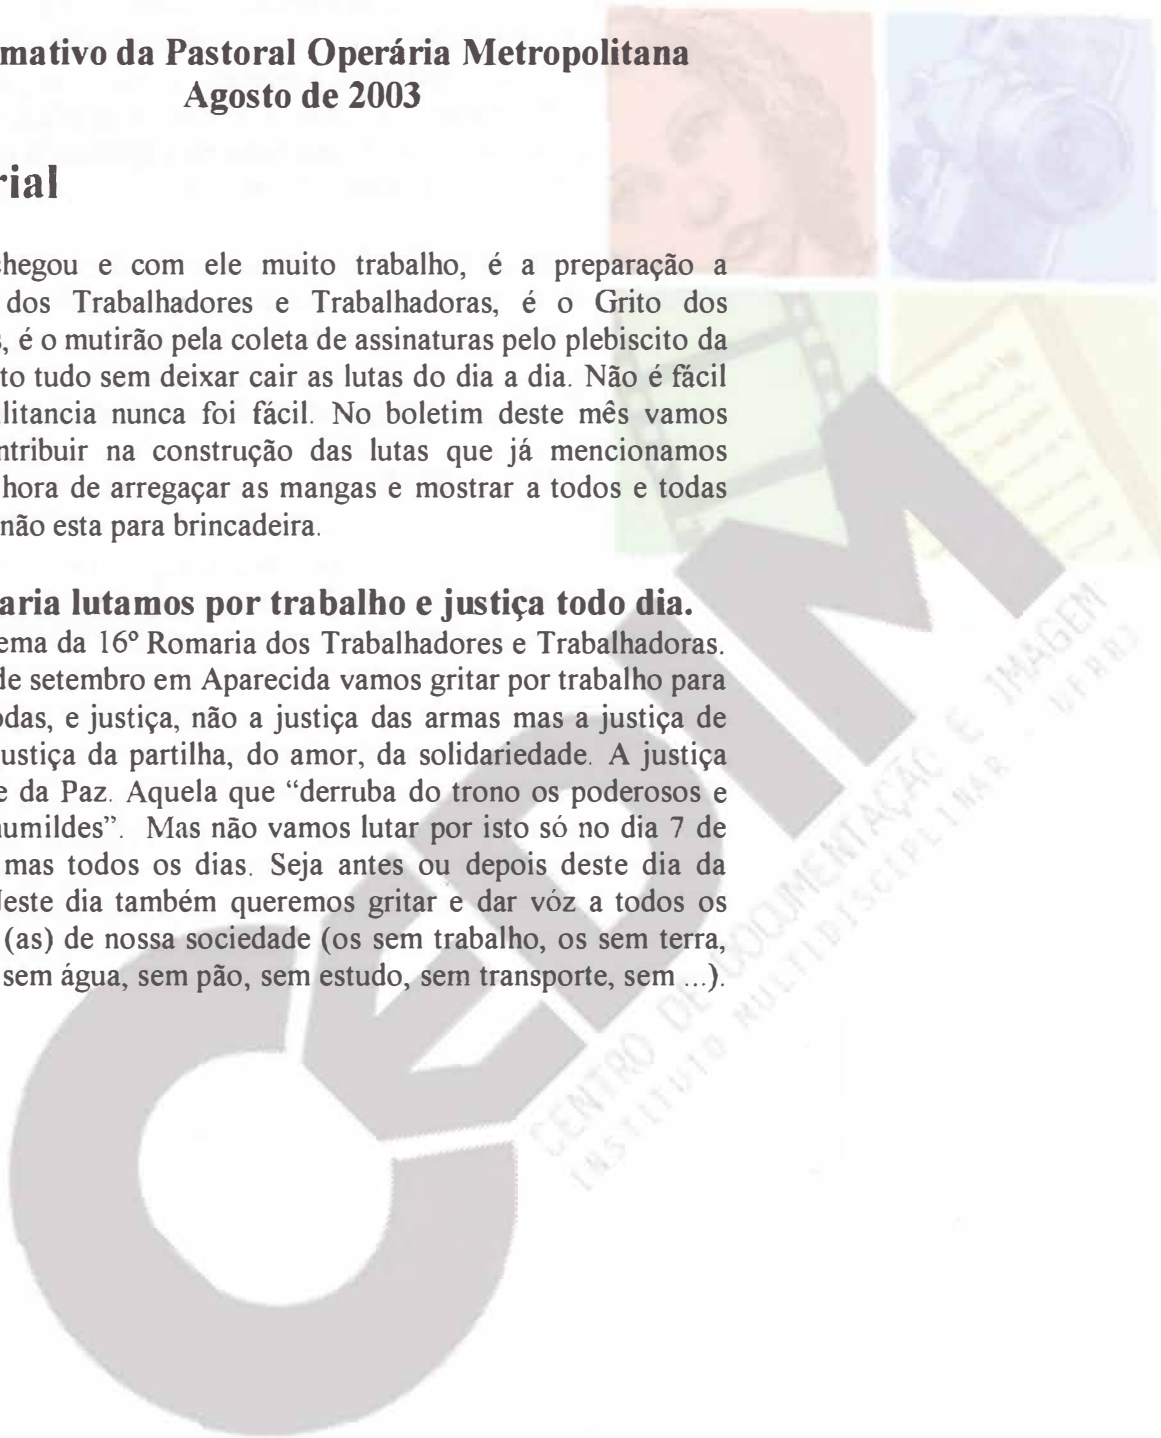 mativo da Pastoral Operária Metropolitana
Agosto de 2003
rial
hegou e com ele muito trabalho, é a preparação a
dos Trabalhadores e Trabalhadoras, é o Grito dos
s, é o mutirão pela coleta de assinaturas pelo plebiscito da
to tudo sem deixar cair as lutas do dia a dia. Não é fácil
litancia nunca foi fácil. No boletim deste mês vamos
ntribuir na construção das lutas que já mencionamos
hora de arregaçar as mangas e mostrar a todos e todas
não esta para brincadeira.
aria lutamos por trabalho e justiça todo dia.
ema da 16º Romaria dos Trabalhadores e Trabalhadoras.
de setembro em Aparecida vamos gritar por trabalho para
odas, e justiça, não a justiça das armas mas a justiça de
ustiça da partilha, do amor, da solidariedade. A justiça
e da Paz. Aquela que “derruba do trono os poderosos e
humildes”. Mas não vamos lutar por isto só no dia 7 de
mas todos os dias. Seja antes ou depois deste dia da
leste dia também queremos gritar e dar vóz a todos os
(as) de nossa sociedade (os sem trabalho, os sem terra,
sem água, sem pão, sem estudo, sem transporte, sem ...).
CEDIM
CENTRO DE DOCUMENTAÇÃO E IMAGEM
INSTITUTO MULTIDISCIPLINAR - UFRRJ